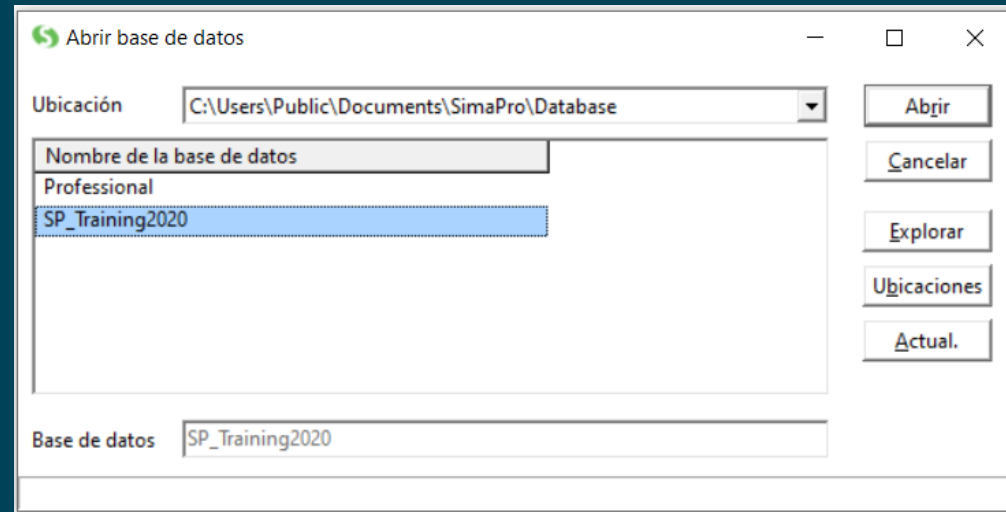 Abrir base de datos
Ubicación
C:\Users\Public\Documents\SimaPro\Database
Abrir
Nombre de la base de datos
Cancelar
Professional
SP_Training2020
Explorar
Ubicaciones
Actual.
Base de datos
SP_Training2020